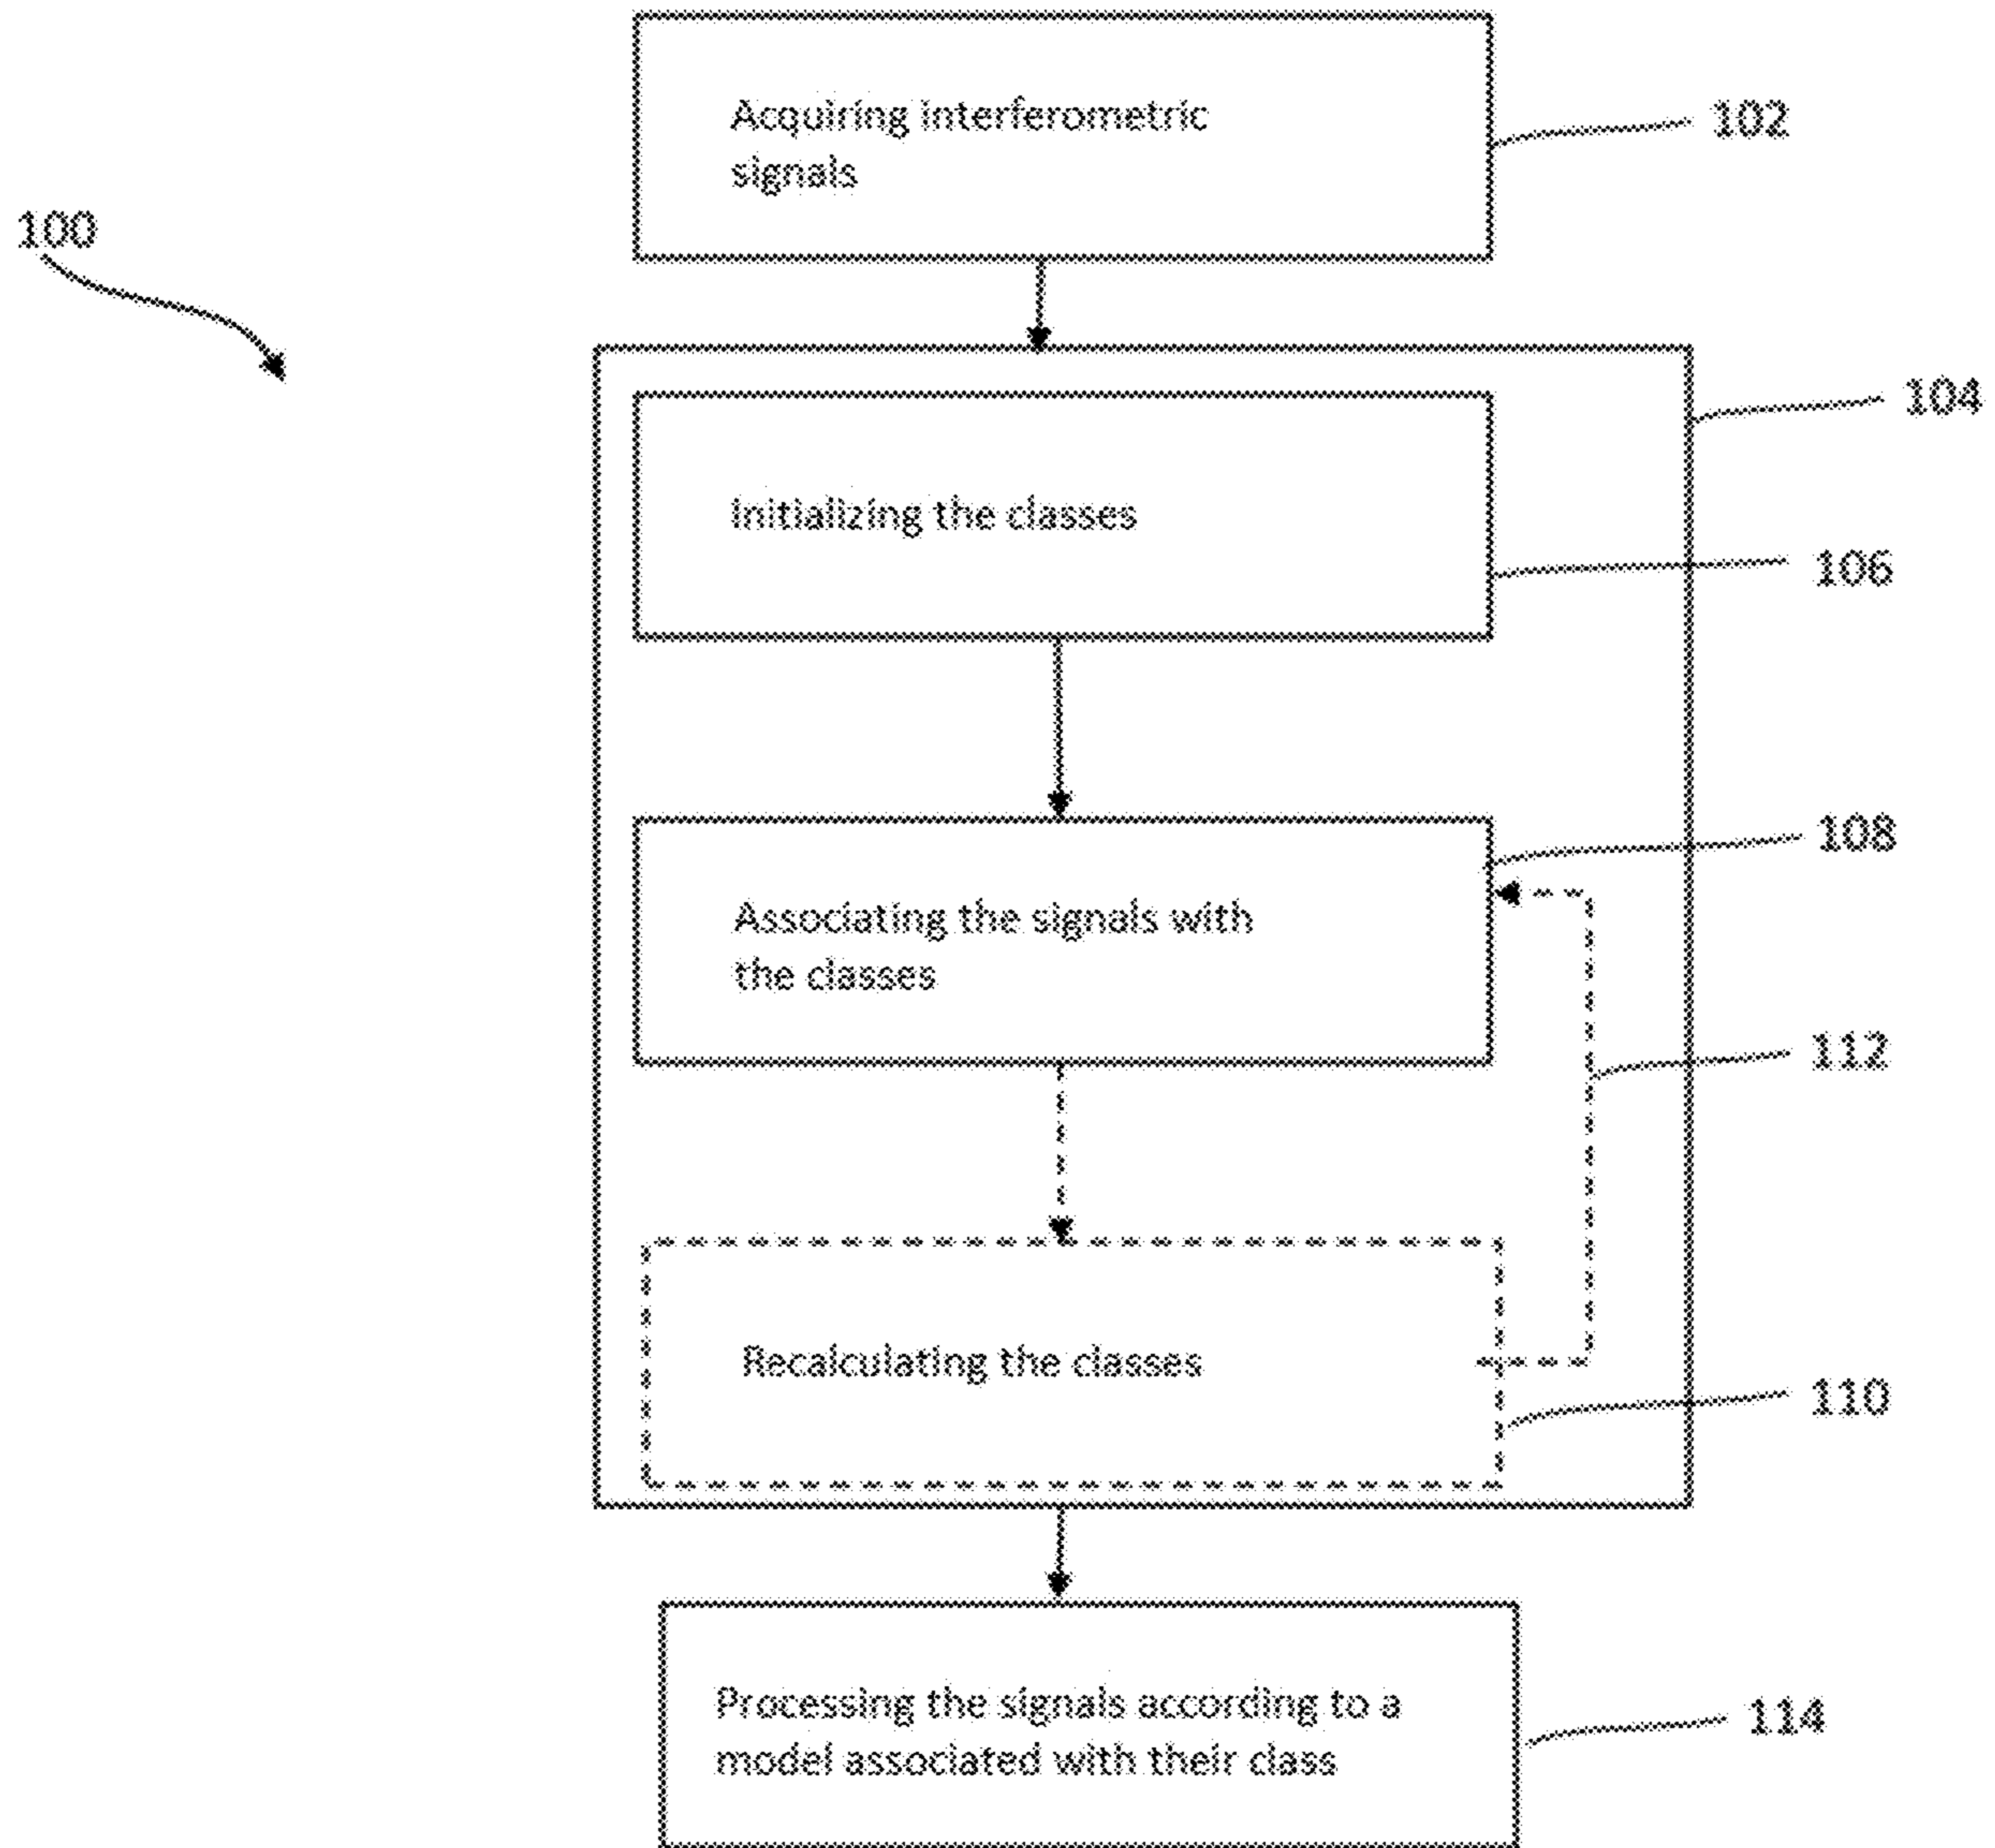 Acquiring interferometric
signals
102
100
104
Initializing the classes
106
108
Associating the signals with
the classes
112
Recalculating the classes
110
Processing the signals according to a
model associated with their class
114